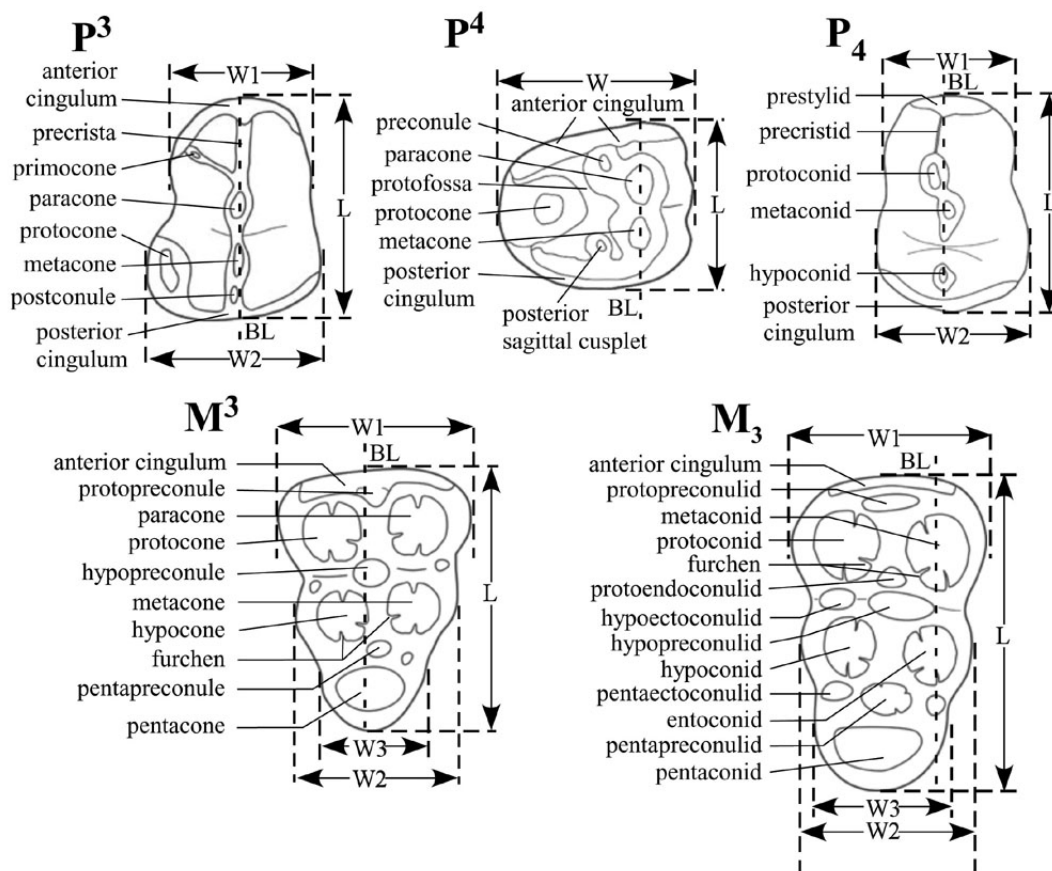 P³
W1
anterior
cingulum
precrista
primocone
paracone
protocone
metacone
postconule
posterior
cingulum
BL
W2
L
P⁴
W
anterior cingulum
preconule
paracone
protofossa
protocone
metacone
posterior
cingulum
BL
posterior
sagittal cusplet
L
P₄
W1
BL
prestylid
precristid
protoconid
metaconid
hypoconid
posterior
cingulum
W2
L
M³
W1
BL
anterior cingulum
protopreconule
paracone
protocone
hypopreconule
metacone
hypocone
furchen
pentapreconule
pentacone
L
W3
W2
M₃
W1
BL
anterior cingulum
protopreconulid
metaconid
protoconid
furchen
protoendoconulid
hypoectoconulid
hypopreconulid
hypoconid
pentaectoconulid
entoconid
pentapreconulid
pentaconid
L
W3
W2